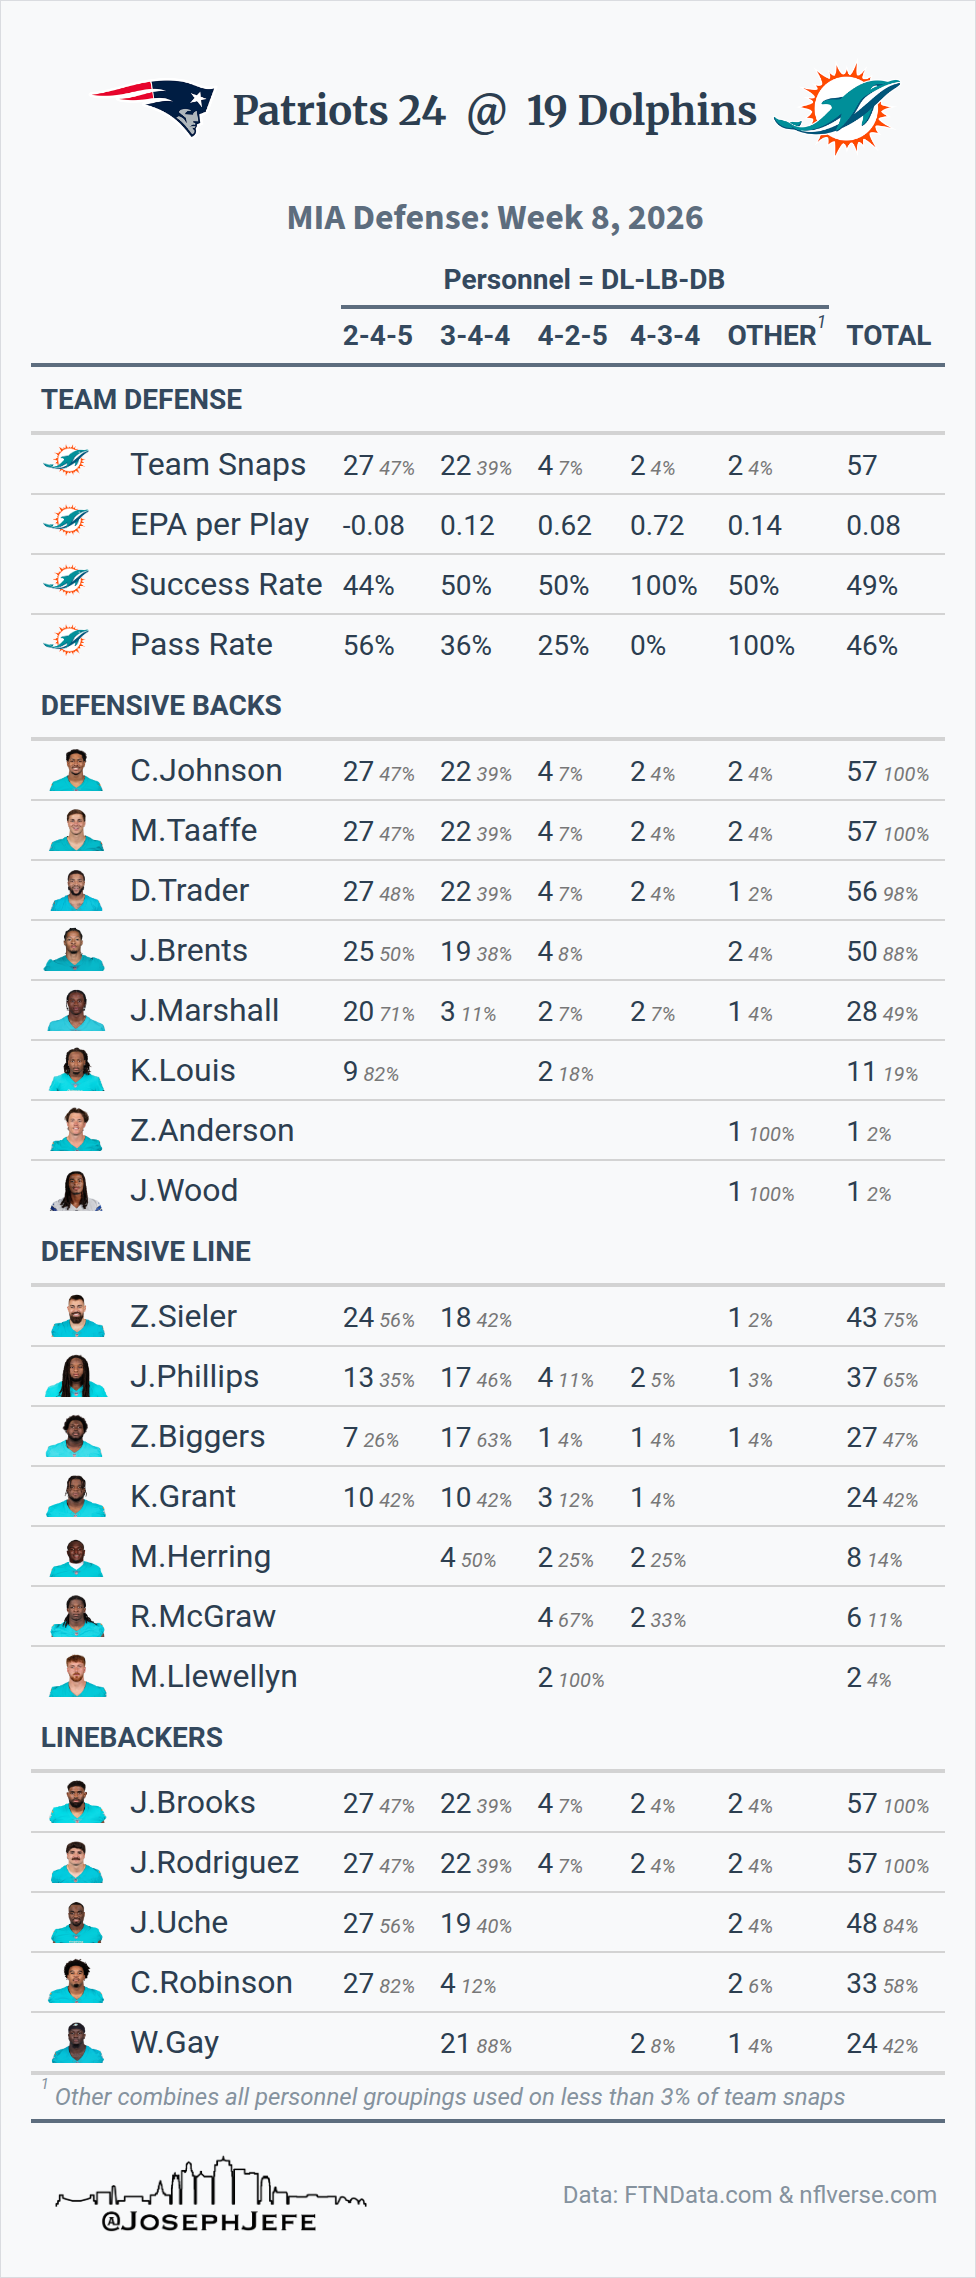 Patriots 24 @ 19 Dolphins
MIA Defense: Week 8, 2026
Personnel = DL-LB-DB
2-4-5 3-4-4 4-2-5 4-3-4 OTHER1 TOTAL
TEAM DEFENSE
Team Snaps 27 47% 22 39% 4 7% 2 4% 2 4% 57
EPA per Play -0.08 0.12 0.62 0.72 0.14 0.08
Success Rate 44% 50% 50% 100% 50% 49%
Pass Rate 56% 36% 25% 0% 100% 46%
DEFENSIVE BACKS
C.Johnson 27 47% 22 39% 4 7% 2 4% 2 4% 57 100%
M.Taaffe 27 47% 22 39% 4 7% 2 4% 2 4% 57 100%
D.Trader 27 48% 22 39% 4 7% 2 4% 1 2% 56 98%
J.Brents 25 50% 19 38% 4 8% 2 4% 50 88%
J.Marshall 20 71% 3 11% 2 7% 2 7% 1 4% 28 49%
K.Louis 9 82% 2 18% 11 19%
Z.Anderson 1 100% 1 2%
J.Wood 1 100% 1 2%
DEFENSIVE LINE
Z.Sieler 24 56% 18 42% 1 2% 43 75%
J.Phillips 13 35% 17 46% 4 11% 2 5% 1 3% 37 65%
Z.Biggers 7 26% 17 63% 1 4% 1 4% 1 4% 27 47%
K.Grant 10 42% 10 42% 3 12% 1 4% 24 42%
M.Herring 4 50% 2 25% 2 25% 8 14%
R.McGraw 4 67% 2 33% 6 11%
M.Llewellyn 2 100% 2 4%
LINEBACKERS
J.Brooks 27 47% 22 39% 4 7% 2 4% 2 4% 57 100%
J.Rodriguez 27 47% 22 39% 4 7% 2 4% 2 4% 57 100%
J.Uche 27 56% 19 40% 2 4% 48 84%
C.Robinson 27 82% 4 12% 2 6% 33 58%
W.Gay 21 88% 2 8% 1 4% 24 42%
1 Other combines all personnel groupings used on less than 3% of team snaps
@JOSEPHJEFE
Data: FTNData.com & nflverse.com